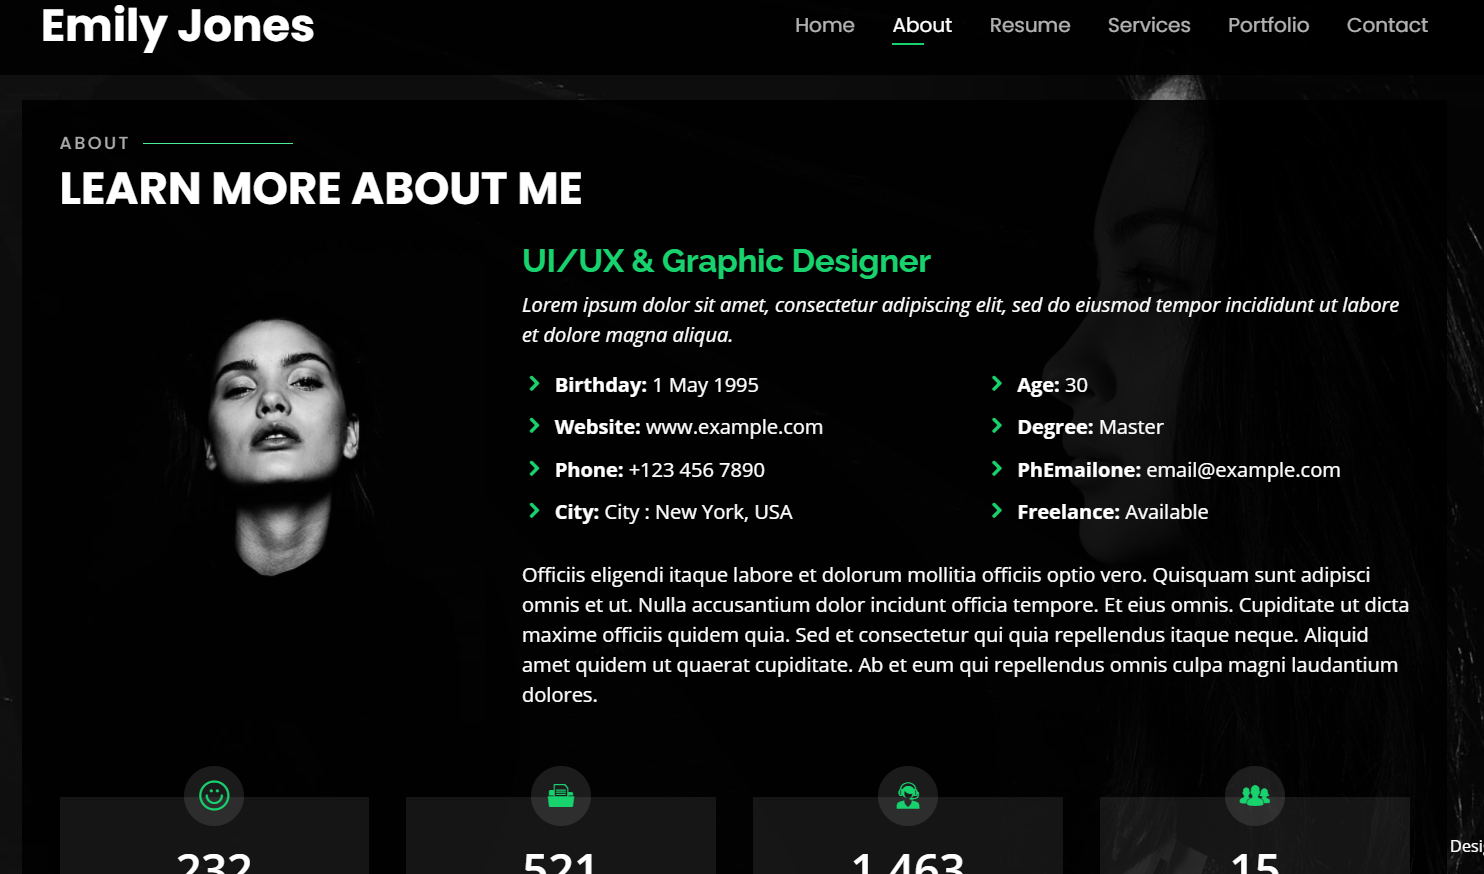 Emily Jones
Home About Resume Services Portfolio Contact
ABOUT
LEARN MORE ABOUT ME
UI/UX & Graphic Designer
Lorem ipsum dolor sit amet, consectetur adipiscing elit, sed do eiusmod tempor incididunt ut labore
et dolore magna aliqua.
Birthday: 1 May 1995
Age: 30
Website: www.example.com
Degree: Master
Phone: +123 456 7890
PhEmailone: email@example.com
City: City : New York, USA
Freelance: Available
Officiis eligendi itaque labore et dolorum mollitia officiis optio vero. Quisquam sunt adipisci
omnis et ut. Nulla accusantium dolor incidunt officia tempore. Et eius omnis. Cupiditate ut dicta
maxime officiis quidem quia. Sed et consectetur qui quia repellendus itaque neque. Aliquid
amet quidem ut quaerat cupiditate. Ab et eum qui repellendus omnis culpa magni laudantium
dolores.
232 521 1,463 15
Desi